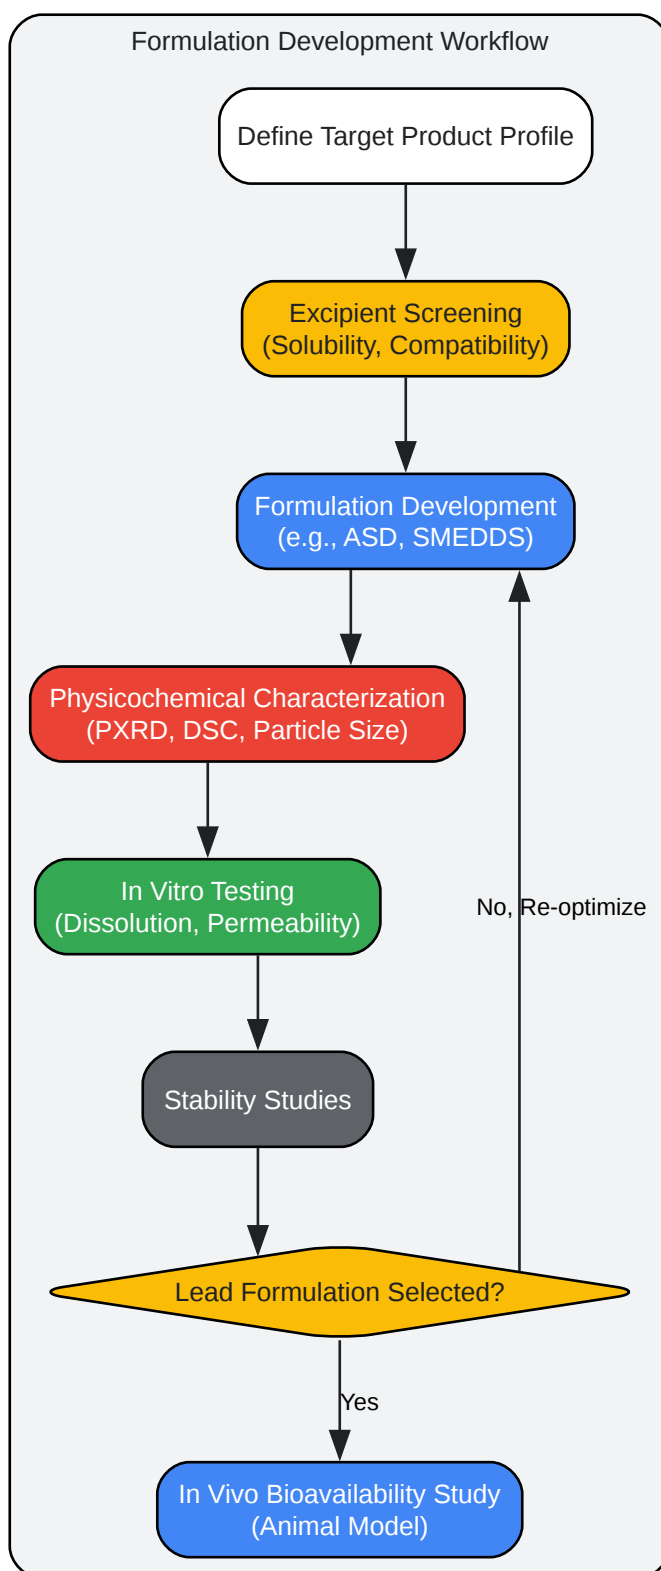 Formulation Development Workflow
Define Target Product Profile
Excipient Screening
(Solubility, Compatibility)
Formulation Development
(e.g., ASD, SMEDDS)
Physicochemical Characterization
(PXRD, DSC, Particle Size)
In Vitro Testing
(Dissolution, Permeability)
No, Re-optimize
Stability Studies
Lead Formulation Selected?
Yes
In Vivo Bioavailability Study
(Animal Model)